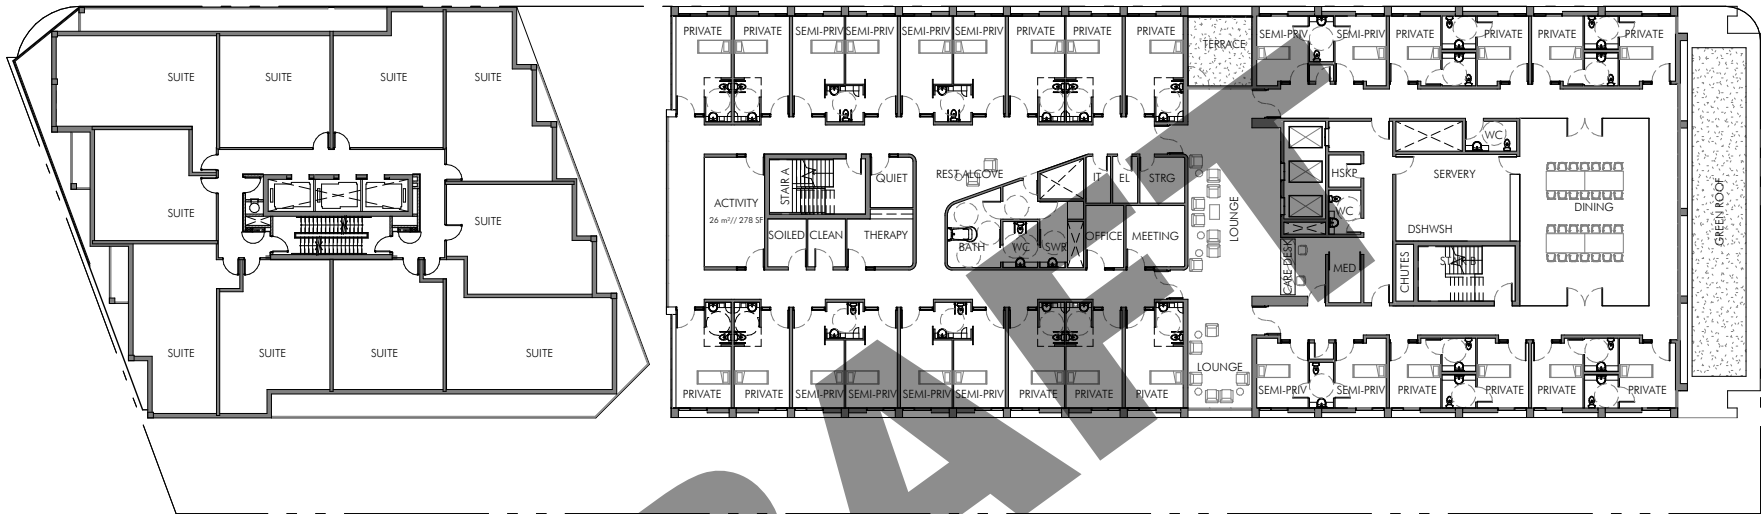 PRIVATE PRIVATE SEMI-PRIV SEMI-PRIV SEMI-PRIV SEMI-PRIV PRIVATE PRIVATE PRIVATE SEMI-PRIV SEMI-PRIV PRIVATE PRIVATE PRIVATE PRIVATE
TERRACE
SUITE SUITE SUITE SUITE
WC
QUIET REST ALCOVE IT EL STRG HSKP SERVERY
STAIR A
ACTIVITY
26 m²// 278 SF
SUITE SUITE
WC DINING
LOUNGE
GREEN ROOF
SOILED CLEAN THERAPY OFFICE MEETING DSHWSH
BATH WC SWR
CARE DESK MED CHUTES
SUITE SUITE SUITE SUITE
LOUNGE
PRIVATE PRIVATE SEMI-PRIV SEMI-PRIV SEMI-PRIV SEMI-PRIV PRIVATE PRIVATE PRIVATE SEMI-PRIV SEMI-PRIV PRIVATE PRIVATE PRIVATE PRIVATE
DRAFT